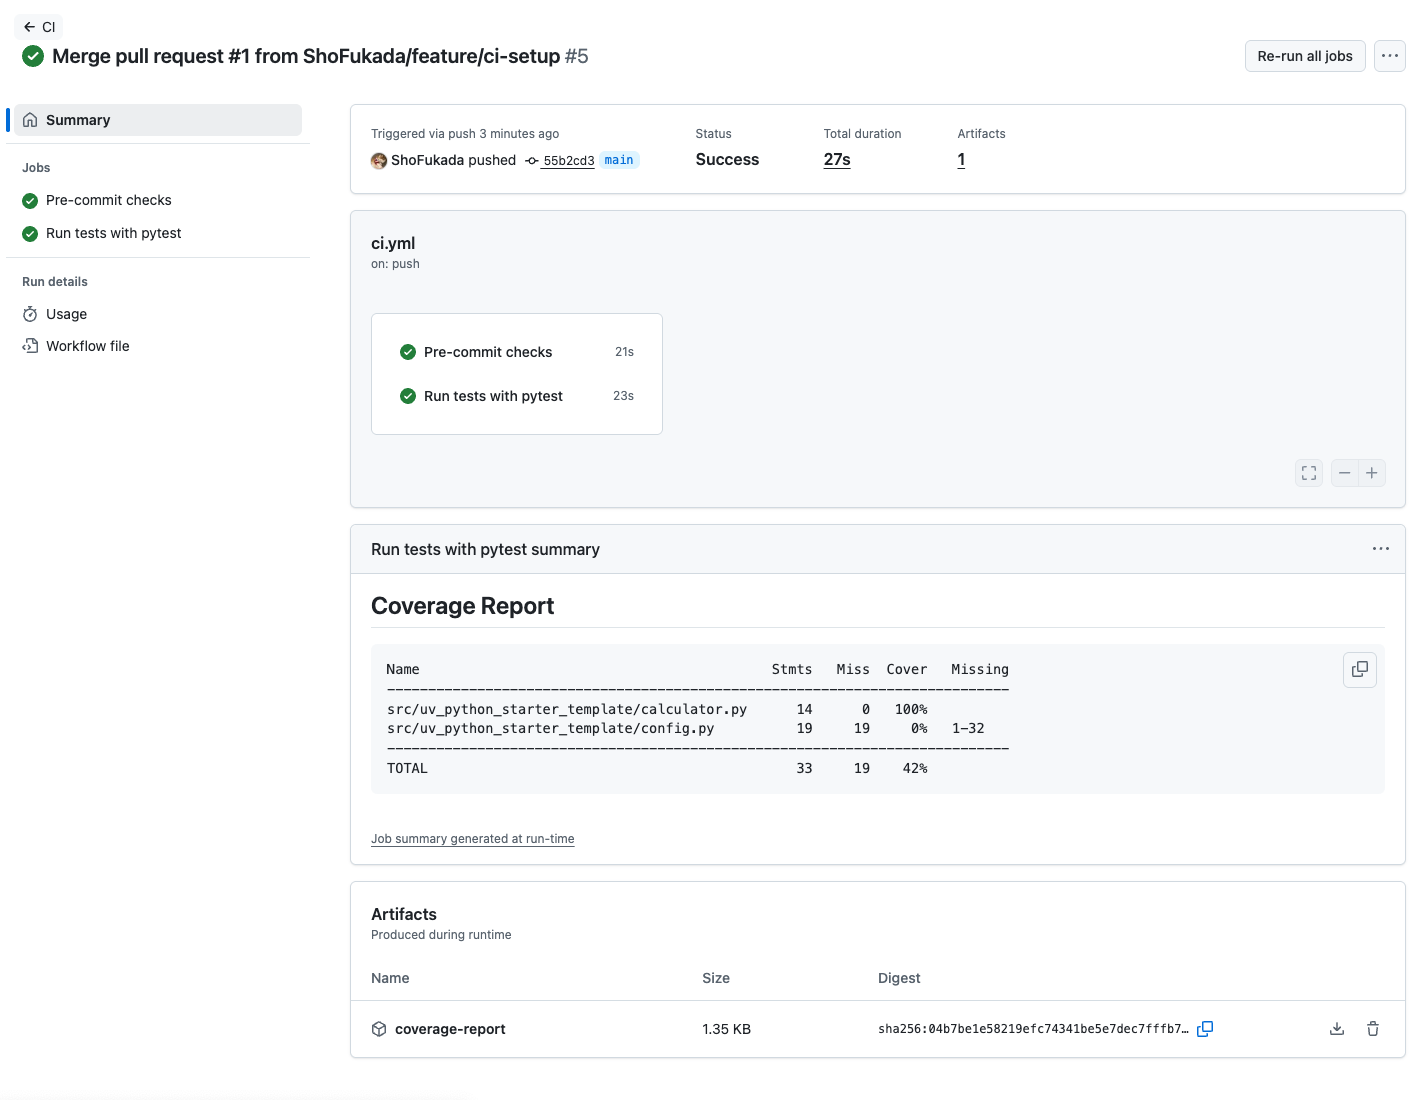 CI
Merge pull request #1 from ShoFukada/feature/ci-setup #5
Re-run all jobs
Summary
Jobs
Pre-commit checks
Run tests with pytest
Run details
Usage
Workflow file
Triggered via push 3 minutes ago
ShoFukada pushed 55b2cd3 main
Status
Success
Total duration
27s
Artifacts
1
ci.yml
on: push
Pre-commit checks 21s
Run tests with pytest 23s
Run tests with pytest summary
Coverage Report
Name Stmts Miss Cover Missing
----------------------------------------------------------------------------
src/uv_python_starter_template/calculator.py 14 0 100%
src/uv_python_starter_template/config.py 19 19 0% 1-32
----------------------------------------------------------------------------
TOTAL 33 19 42%
Job summary generated at run-time
Artifacts
Produced during runtime
Name Size Digest
coverage-report 1.35 KB sha256:04b7be1e58219efc74341be5e7dec7fffb7…